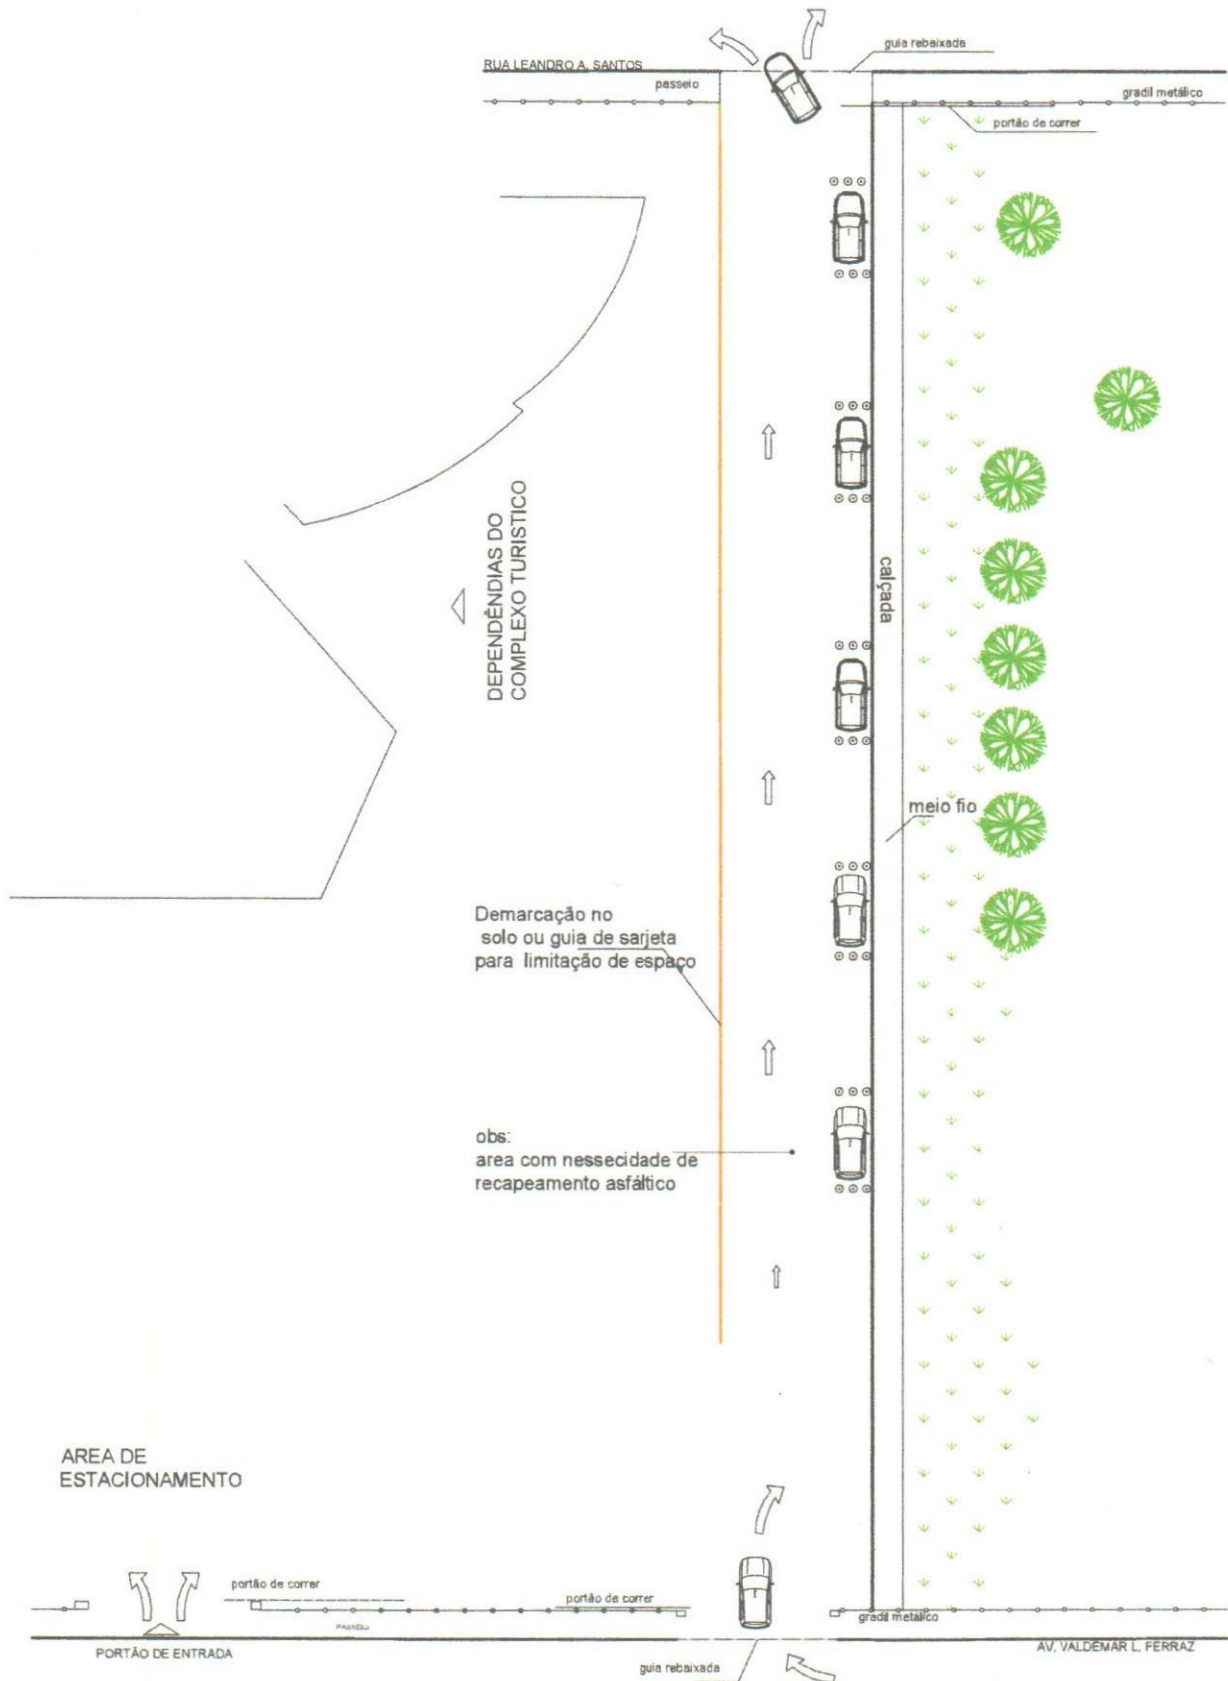 guia rebaixada
RUA LEANDRO A. SANTOS
passeio
gradil metálico
portão de correr
DEPENDÊNDIAS DO
COMPLEXO TURISTICO
calçada
meio fio
Demarcação no
solo ou guia de sarjeta
para limitação de espaço
obs:
area com nessecidade de
recapeamento asfáltico
AREA DE
ESTACIONAMENTO
portão de correr
portão de correr
gradil metálico
PASSEIO
PORTÃO DE ENTRADA
AV. VALDEMAR L. FERRAZ
guia rebaixada